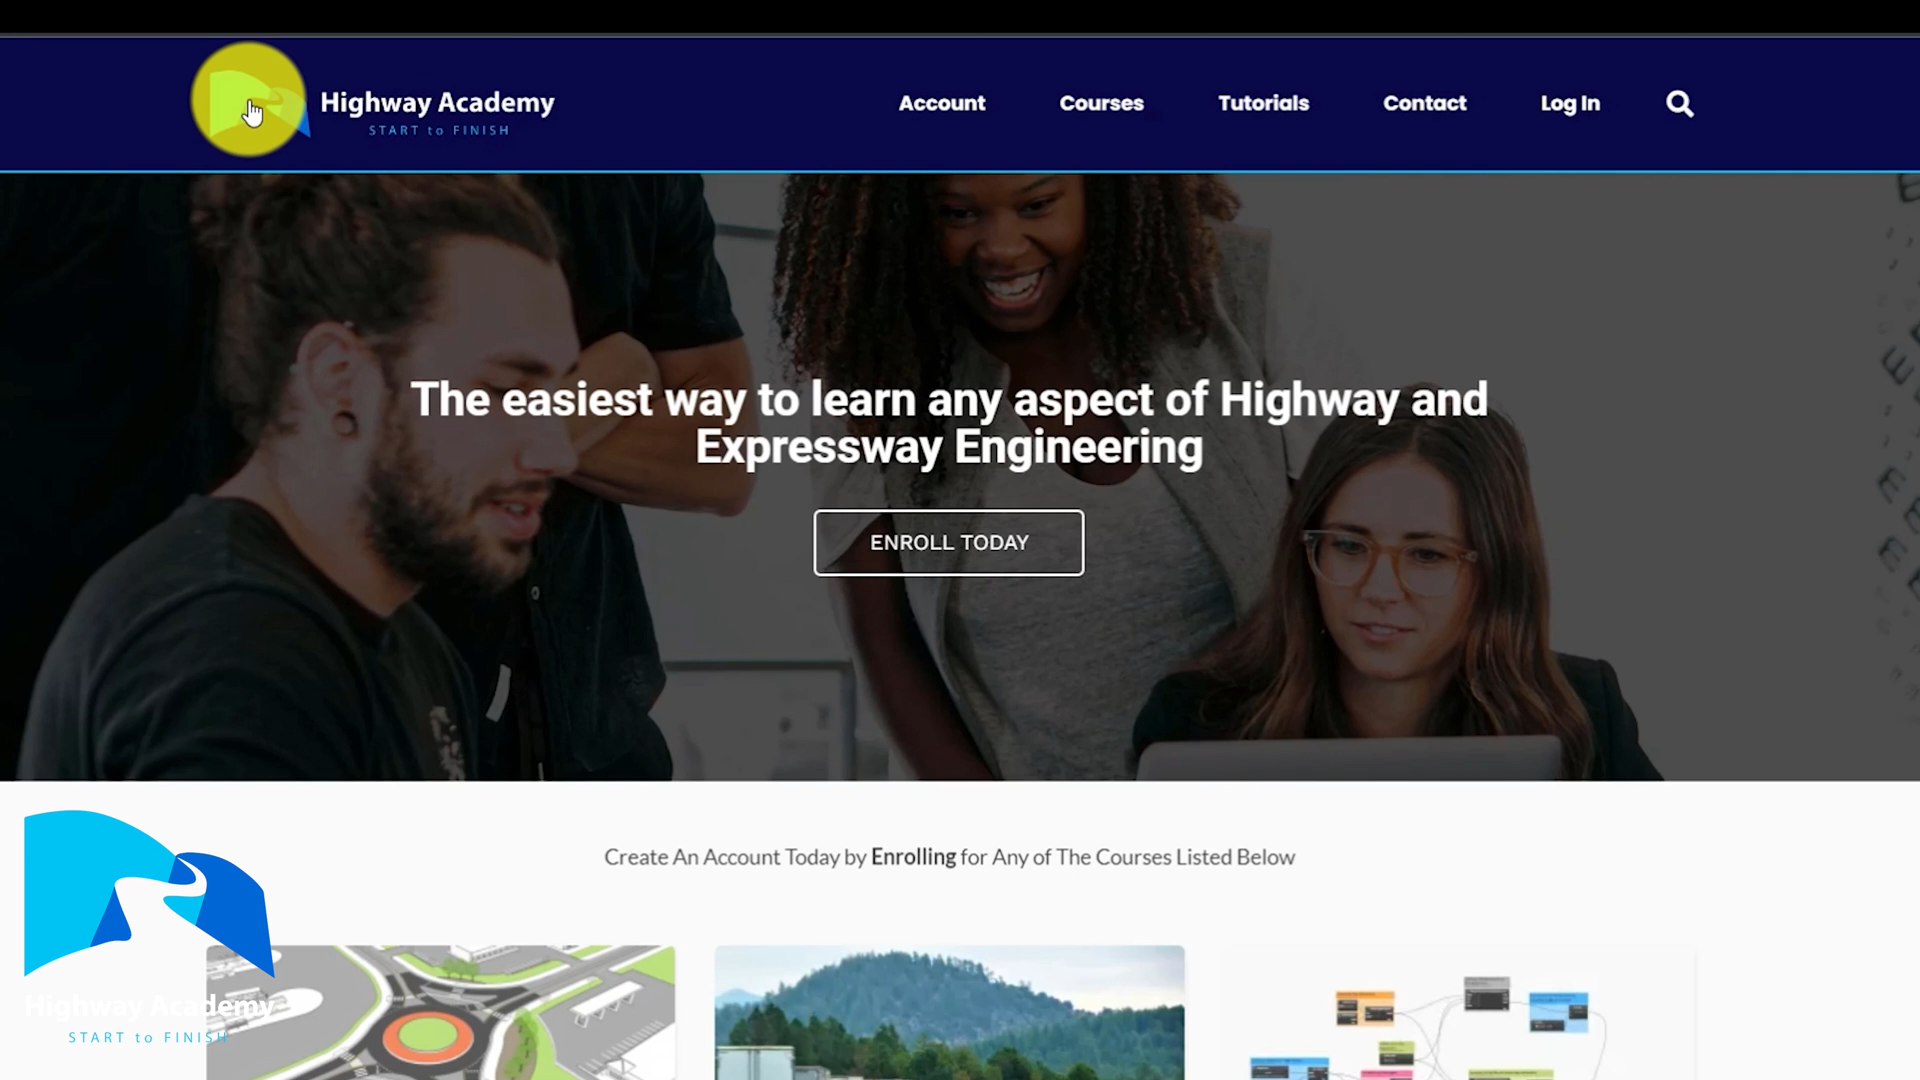 Highway Academy
START to FINISH
Account
Courses
Tutorials
Contact
Log In
The easiest way to learn any aspect of Highway and
Expressway Engineering
ENROLL TODAY
Create An Account Today by Enrolling for Any of The Courses Listed Below
Highway Academy
START to FINISH